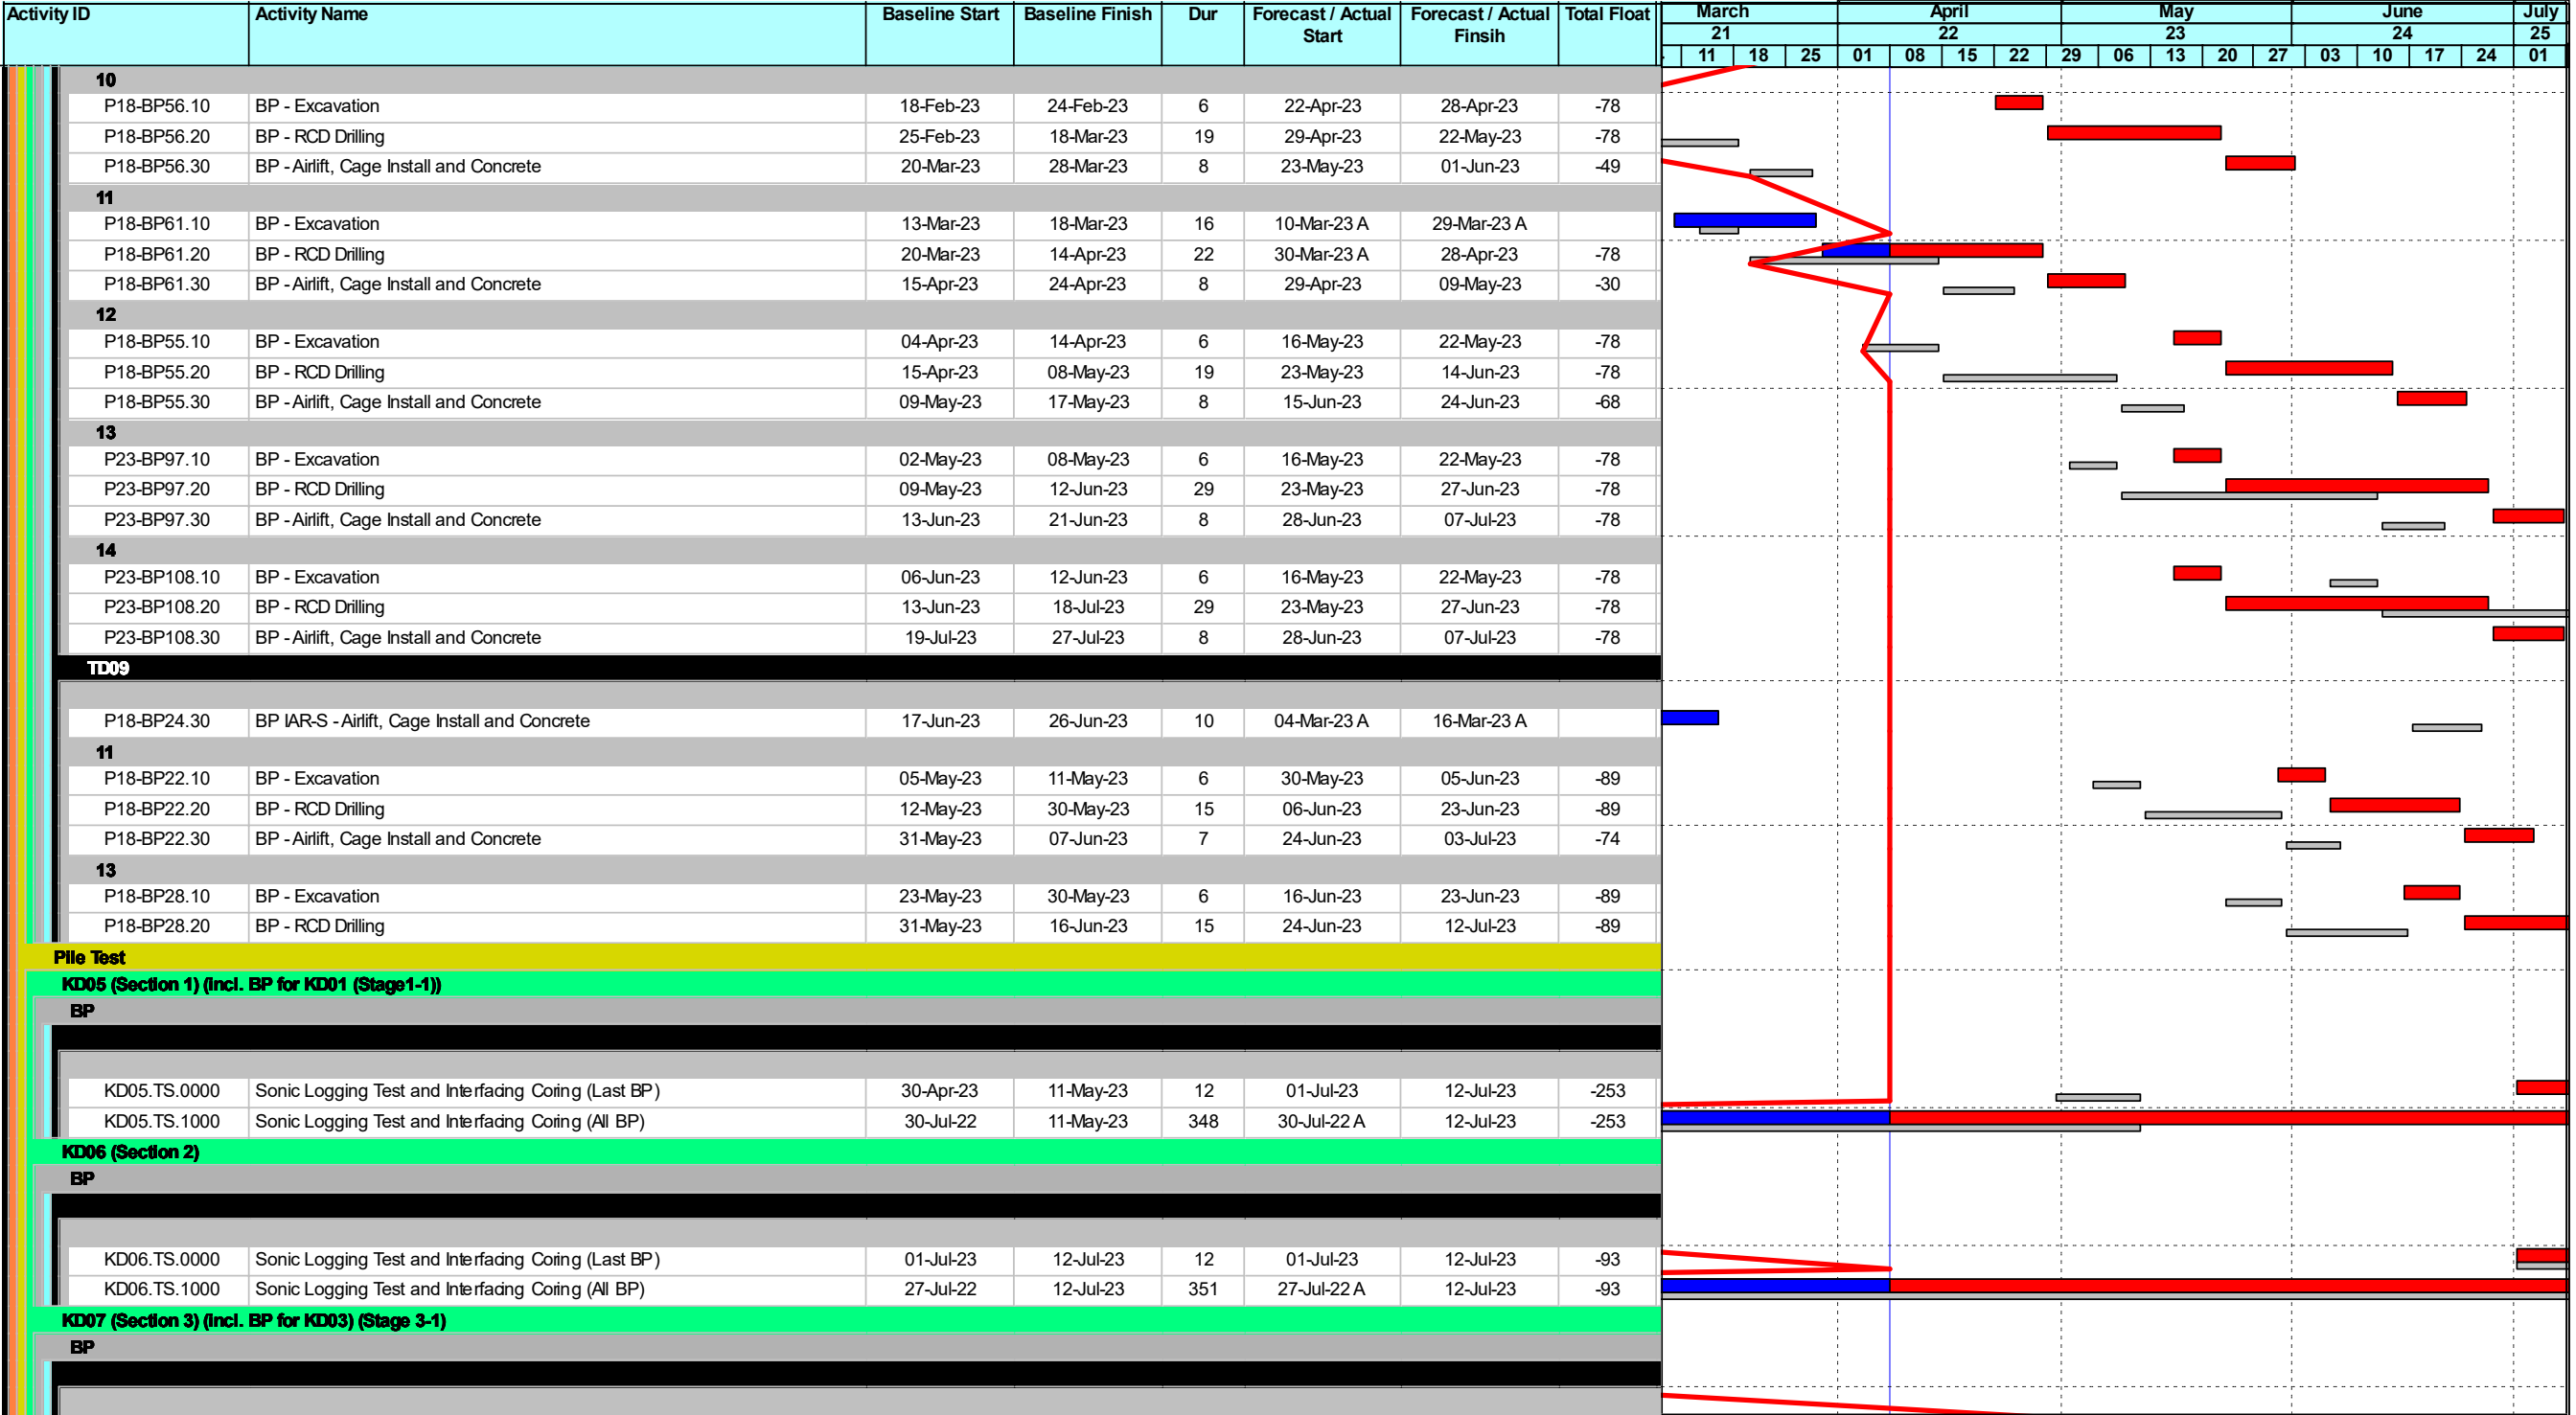 Activity ID Activity Name Baseline Start Baseline Finish Dur Forecast / Actual Start Forecast / Actual Finsih Total Float March April May June July
21 22 23 24 25
11 18 25 01 08 15 22 29 06 13 20 27 03 10 17 24 01
10
P18-BP56.10 BP - Excavation 18-Feb-23 24-Feb-23 6 22-Apr-23 28-Apr-23 -78
P18-BP56.20 BP - RCD Drilling 25-Feb-23 18-Mar-23 19 29-Apr-23 22-May-23 -78
P18-BP56.30 BP - Airlift, Cage Install and Concrete 20-Mar-23 28-Mar-23 8 23-May-23 01-Jun-23 -49
11
P18-BP61.10 BP - Excavation 13-Mar-23 18-Mar-23 16 10-Mar-23 A 29-Mar-23 A
P18-BP61.20 BP - RCD Drilling 20-Mar-23 14-Apr-23 22 30-Mar-23 A 28-Apr-23 -78
P18-BP61.30 BP - Airlift, Cage Install and Concrete 15-Apr-23 24-Apr-23 8 29-Apr-23 09-May-23 -30
12
P18-BP55.10 BP - Excavation 04-Apr-23 14-Apr-23 6 16-May-23 22-May-23 -78
P18-BP55.20 BP - RCD Drilling 15-Apr-23 08-May-23 19 23-May-23 14-Jun-23 -78
P18-BP55.30 BP - Airlift, Cage Install and Concrete 09-May-23 17-May-23 8 15-Jun-23 24-Jun-23 -68
13
P23-BP97.10 BP - Excavation 02-May-23 08-May-23 6 16-May-23 22-May-23 -78
P23-BP97.20 BP - RCD Drilling 09-May-23 12-Jun-23 29 23-May-23 27-Jun-23 -78
P23-BP97.30 BP - Airlift, Cage Install and Concrete 13-Jun-23 21-Jun-23 8 28-Jun-23 07-Jul-23 -78
14
P23-BP108.10 BP - Excavation 06-Jun-23 12-Jun-23 6 16-May-23 22-May-23 -78
P23-BP108.20 BP - RCD Drilling 13-Jun-23 18-Jul-23 29 23-May-23 27-Jun-23 -78
P23-BP108.30 BP - Airlift, Cage Install and Concrete 19-Jul-23 27-Jul-23 8 28-Jun-23 07-Jul-23 -78
TD09
P18-BP24.30 BP IAR-S - Airlift, Cage Install and Concrete 17-Jun-23 26-Jun-23 10 04-Mar-23 A 16-Mar-23 A
11
P18-BP22.10 BP - Excavation 05-May-23 11-May-23 6 30-May-23 05-Jun-23 -89
P18-BP22.20 BP - RCD Drilling 12-May-23 30-May-23 15 06-Jun-23 23-Jun-23 -89
P18-BP22.30 BP - Airlift, Cage Install and Concrete 31-May-23 07-Jun-23 7 24-Jun-23 03-Jul-23 -74
13
P18-BP28.10 BP - Excavation 23-May-23 30-May-23 6 16-Jun-23 23-Jun-23 -89
P18-BP28.20 BP - RCD Drilling 31-May-23 16-Jun-23 15 24-Jun-23 12-Jul-23 -89
Pile Test
KD05 (Section 1) (Incl. BP for KD01 (Stage1-1))
BP
KD05.TS.0000 Sonic Logging Test and Interfacing Coring (Last BP) 30-Apr-23 11-May-23 12 01-Jul-23 12-Jul-23 -253
KD05.TS.1000 Sonic Logging Test and Interfacing Coring (All BP) 30-Jul-22 11-May-23 348 30-Jul-22 A 12-Jul-23 -253
KD06 (Section 2)
BP
KD06.TS.0000 Sonic Logging Test and Interfacing Coring (Last BP) 01-Jul-23 12-Jul-23 12 01-Jul-23 12-Jul-23 -93
KD06.TS.1000 Sonic Logging Test and Interfacing Coring (All BP) 27-Jul-22 12-Jul-23 351 27-Jul-22 A 12-Jul-23 -93
KD07 (Section 3) (Incl. BP for KD03) (Stage 3-1)
BP